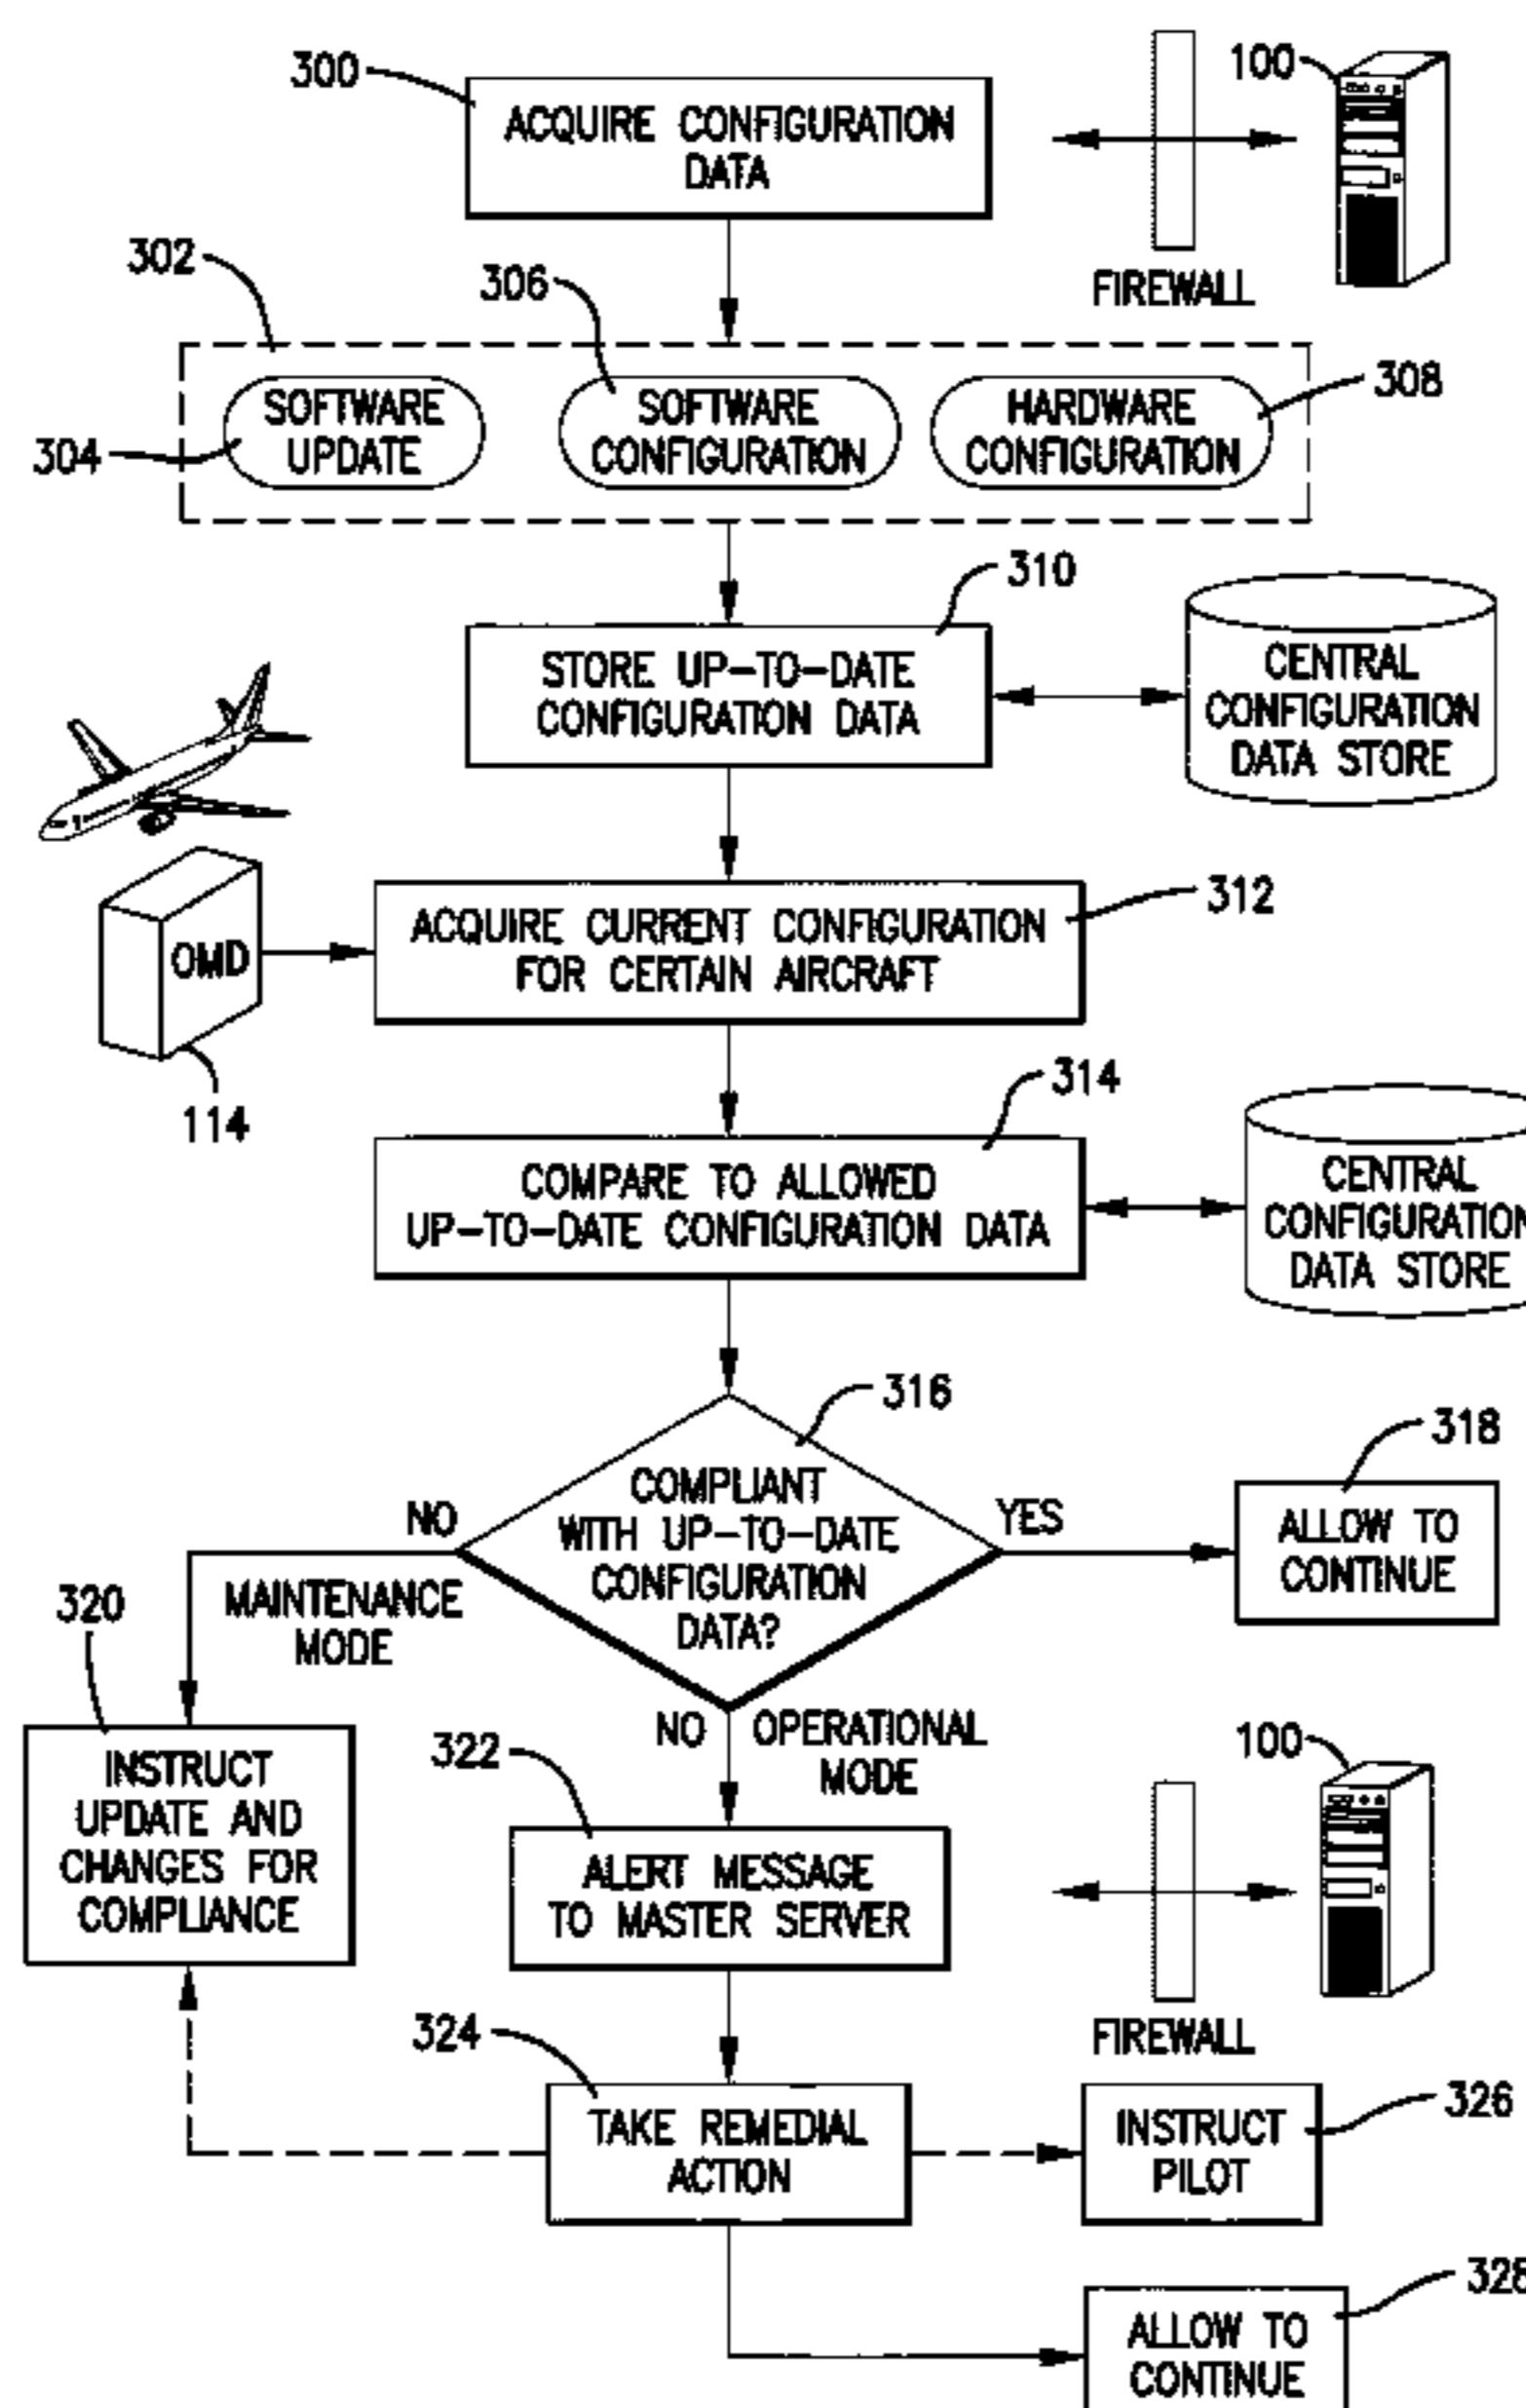 300
ACQUIRE CONFIGURATION
DATA
100
FIREWALL
302
306
SOFTWARE
UPDATE
SOFTWARE
CONFIGURATION
HARDWARE
CONFIGURATION
308
304
310
STORE UP-TO-DATE
CONFIGURATION DATA
CENTRAL
CONFIGURATION
DATA STORE
OMD
114
312
ACQUIRE CURRENT CONFIGURATION
FOR CERTAIN AIRCRAFT
314
COMPARE TO ALLOWED
UP-TO-DATE CONFIGURATION DATA
CENTRAL
CONFIGURATION
DATA STORE
316
COMPLIANT
WITH UP-TO-DATE
CONFIGURATION
DATA?
NO
MAINTENANCE
MODE
YES
318
ALLOW TO
CONTINUE
320
INSTRUCT
UPDATE AND
CHANGES FOR
COMPLIANCE
NO
OPERATIONAL
MODE
322
ALERT MESSAGE
TO MASTER SERVER
100
FIREWALL
324
TAKE REMEDIAL
ACTION
INSTRUCT
PILOT
326
328
ALLOW TO
CONTINUE